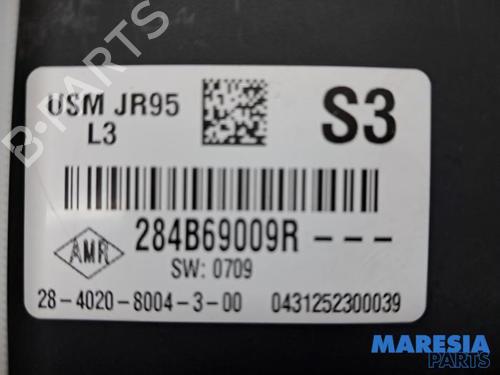 USM JR95
L3
S3
284B69009R---
AMR
SW: 0709
28-4020-8004-3-00 0431252300039
B-PARTS
MARESIA
PARTS